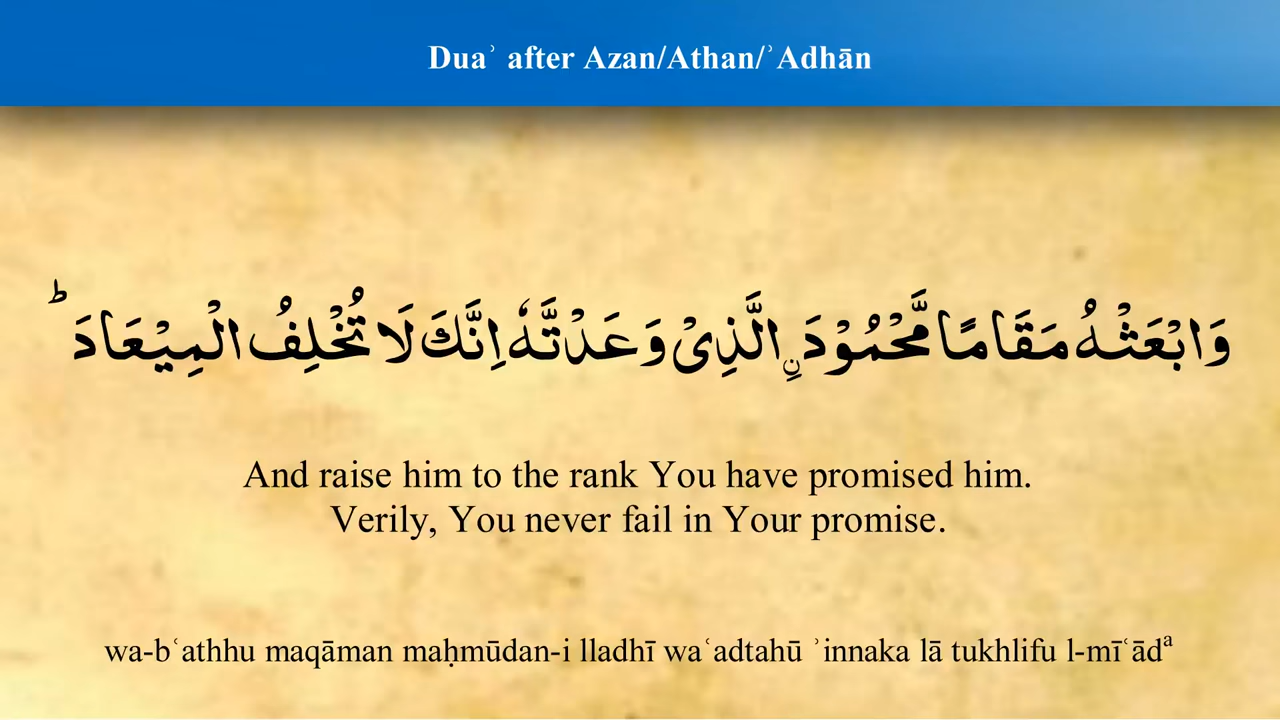 Duaʾ after Azan/Athan/ʾAdhān
وَابْعَثْهُ مَقَامًا مَّحْمُوْدَ ۨالَّذِىْ وَعَدْتَّهٗ اِنَّكَ لَا تُخْلِفُ الْمِيْعَادَ ؕ
And raise him to the rank You have promised him.
Verily, You never fail in Your promise.
wa-bʿathhu maqāman maḥmūdan-i lladhī waʿadtahū ʾinnaka lā tukhlifu l-mīʿādᵃ